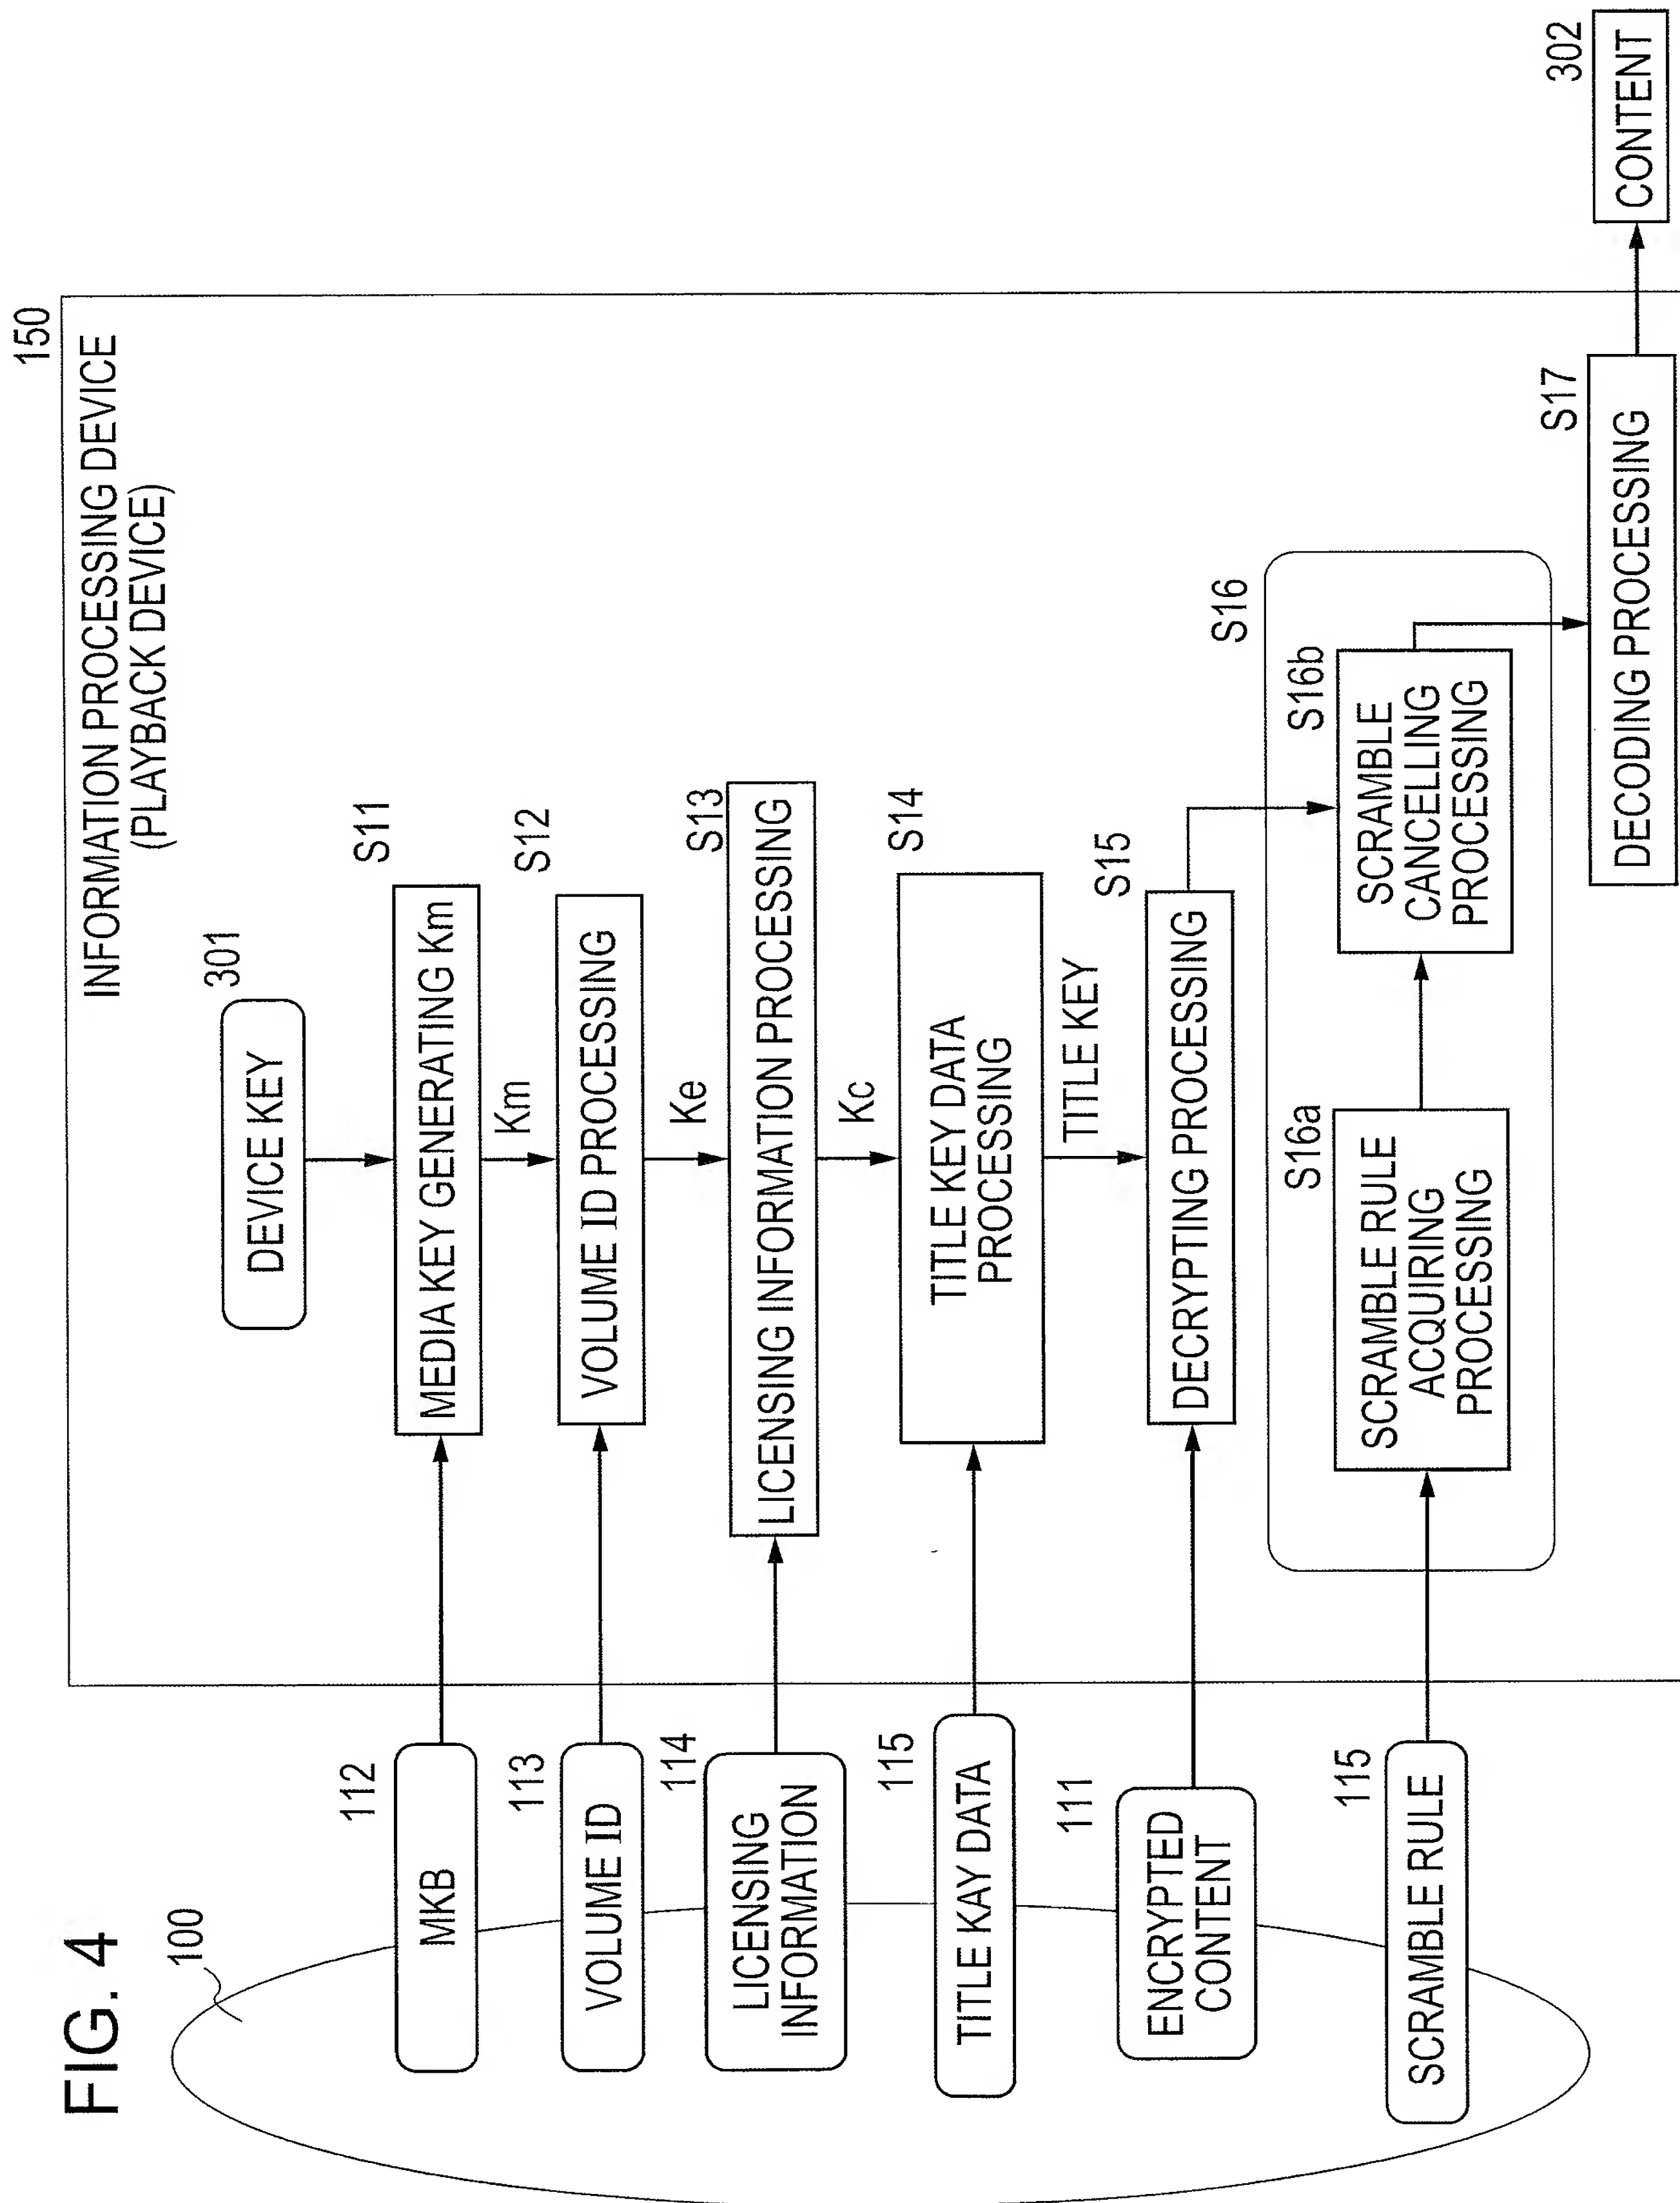 FIG. 4
100
150
INFORMATION PROCESSING DEVICE
(PLAYBACK DEVICE)
301
DEVICE KEY
112
MKB
S11
MEDIA KEY GENERATING Km
Km
113
VOLUME ID
S12
VOLUME ID PROCESSING
Ke
114
LICENSING
INFORMATION
S13
LICENSING INFORMATION PROCESSING
Kc
115
TITLE KAY DATA
S14
TITLE KEY DATA
PROCESSING
TITLE KEY
111
ENCRYPTED
CONTENT
S15
DECRYPTING PROCESSING
S16
115
SCRAMBLE RULE
S16a
SCRAMBLE RULE
ACQUIRING
PROCESSING
S16b
SCRAMBLE
CANCELLING
PROCESSING
S17
DECODING PROCESSING
302
CONTENT